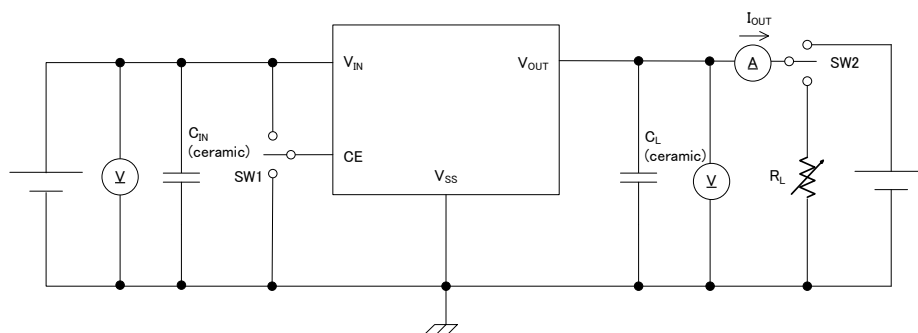 I_OUT
V_IN
V_OUT
A
SW2
C_IN
(ceramic)
C_L
(ceramic)
V
CE
SW1
V_SS
V
R_L